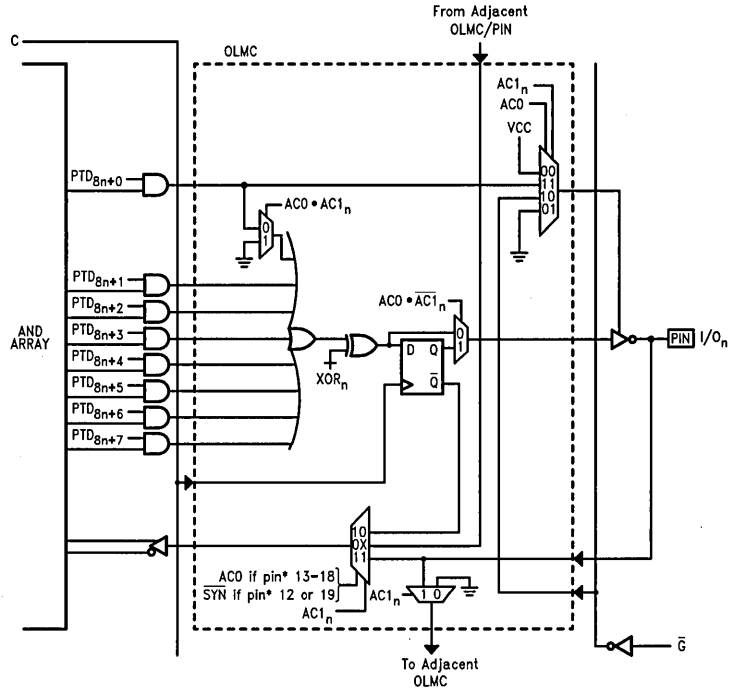 From Adjacent
OLMC/PIN
C
OLMC
AC1n
AC0
VCC
00
11
10
01
PTD8n+0
AC0 • AC1n
0
1
PTD8n+1
PTD8n+2
PTD8n+3
PTD8n+4
PTD8n+5
PTD8n+6
PTD8n+7
AND
ARRAY
XORn
AC0 • A̅C̅1̅n
0
1
D Q
Q̅
PIN I/On
10
0X
11
AC0 if pin* 13-18
S̅Y̅N̅ if pin* 12 or 19
AC1n
AC1n
1 0
To Adjacent
OLMC
G̅